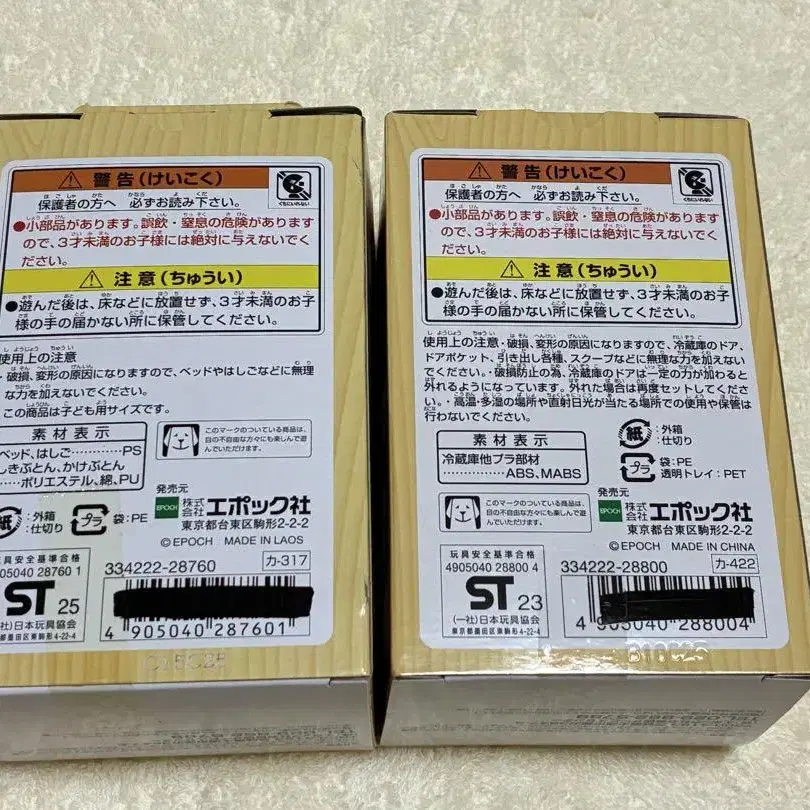 警告(けいこく)
保護者の方へ 必ずお読み下さい。
●小部品があります。誤飲・窒息の危険があります
ので、3才未満のお子様には絶対に与えないでく
ださい。
注意(ちゅうい)
●遊んだ後は、床などに放置せず、3才未満のお子
様の手の届かない所に保管してください。
使用上の注意
・破損、変形の原因になりますので、ベッドやはしごなどに無理
な力を加えないでください。
この商品は子ども用サイズです。
素材表示
ベッド、はしご……………PS
しきぶとん、かけぶとん
……ポリエステル、綿、PU
このマークのついている商品は、
目の不自由な方々にも楽しんで遊
んでいただけます。
発売元
EPOCH
株式会社エポック社
東京都台東区駒形2-2-2
紙
:外箱
:仕切り
プラ
袋:PE
©EPOCH MADE IN LAOS
玩具安全基準合格
4905040 28760 1
ST 25
(一社)日本玩具協会
東京都墨田区東駒形4-22-4
334222-28760
カ-317
4 905040 287601
警告(けいこく)
くちにいれない
保護者の方へ 必ずお読み下さい。
●小部品があります。誤飲・窒息の危険があります
ので、3才未満のお子様には絶対に与えないでく
ださい。
注意(ちゅうい)
●遊んだ後は、床などに放置せず、3才未満のお子
様の手の届かない所に保管してください。
使用上の注意・破損、変形の原因になりますので、冷蔵庫のドア、
ドアポケット、引き出し各種、スクープなどに無理な力を加えない
でください。・破損防止の為、冷蔵庫のドアは一定の力が加わると
外れるようになっています。外れた場合は再度セットしてくださ
い。・高温・多湿の場所や直射日光が当たる場所での使用や保管は
行わないでください。
素材表示
冷蔵庫他プラ部材
……………ABS、MABS
紙
:外箱
:仕切り
プラ
袋:PE
透明トレイ:PET
このマークのついている商品は、
目の不自由な方々にも楽しんで遊
んでいただけます。
発売元
EPOCH
株式会社エポック社
東京都台東区駒形2-2-2
©EPOCH MADE IN CHINA
玩具安全基準合格
4905040 28800 4
ST 23
(一社)日本玩具協会
東京都墨田区東駒形4-22-4
334222-28800
カ-422
4 905040 288004